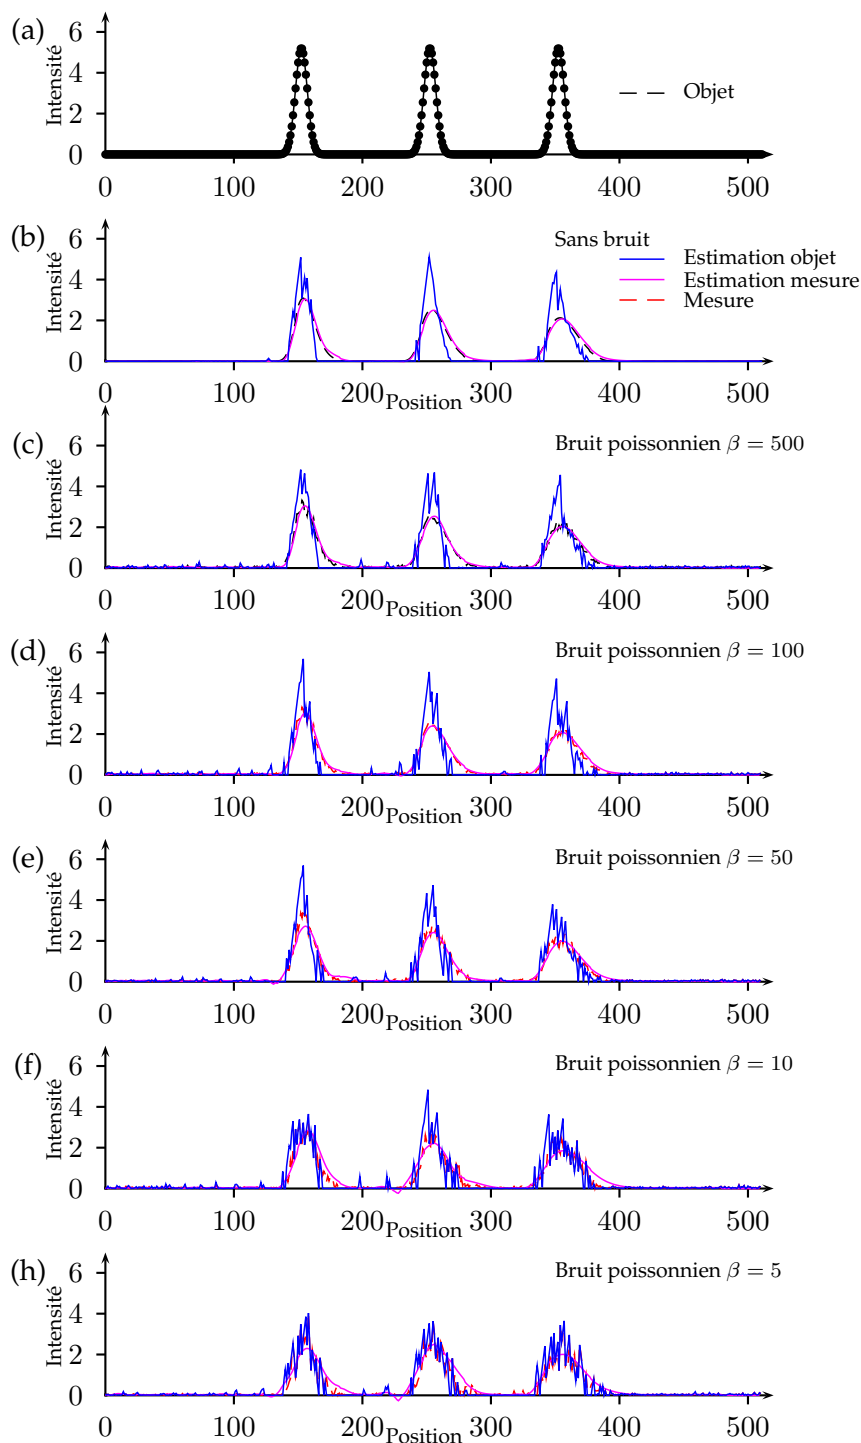 (a)
Intensité
6
4
2
0
Objet
0 100 200 300 400 500
(b)
Intensité
6
4
2
0
Sans bruit
Estimation objet
Estimation mesure
Mesure
0 100 200 300 400 500
Position
(c)
Intensité
6
4
2
0
Bruit poissonnien β = 500
0 100 200 300 400 500
Position
(d)
Intensité
6
4
2
0
Bruit poissonnien β = 100
0 100 200 300 400 500
Position
(e)
Intensité
6
4
2
0
Bruit poissonnien β = 50
0 100 200 300 400 500
Position
(f)
Intensité
6
4
2
0
Bruit poissonnien β = 10
0 100 200 300 400 500
Position
(h)
Intensité
6
4
2
0
Bruit poissonnien β = 5
0 100 200 300 400 500
Position